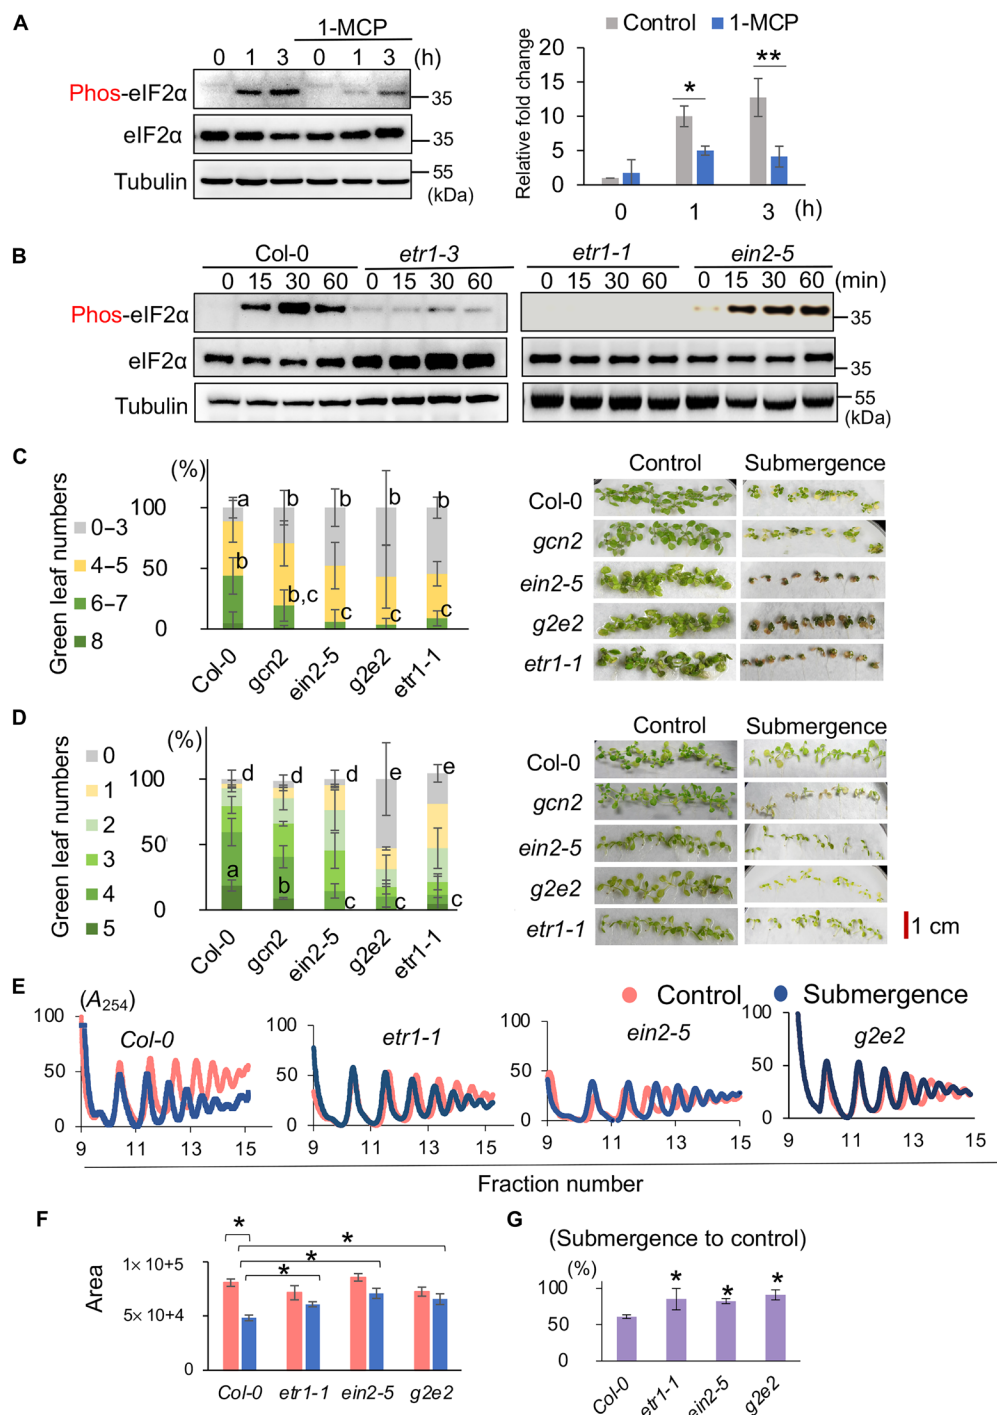 A
1-MCP
0 1 3 0 1 3 (h)
Phos-eIF2α
35
eIF2α
35
Tubulin
55
(kDa)
Control 1-MCP
Relative fold change
20
15
10
5
0
* **
0 1 3 (h)
B
Col-0 etr1-3 etr1-1 ein2-5
0 15 30 60 0 15 30 60 0 15 30 60 0 15 30 60 (min)
Phos-eIF2α
35
eIF2α
35
Tubulin
55
(kDa)
C
(%)
Green leaf numbers
0–3
4–5
6–7
8
100
50
0
a b b b b
b b,c c c c
Col-0 gcn2 ein2-5 g2e2 etr1-1
Control Submergence
Col-0
gcn2
ein2-5
g2e2
etr1-1
D
(%)
Green leaf numbers
0
1
2
3
4
5
100
50
0
d d d e e
a b c c c
Col-0 gcn2 ein2-5 g2e2 etr1-1
Control Submergence
Col-0
gcn2
ein2-5
g2e2
etr1-1
1 cm
E
(A254)
Control Submergence
100
50
0
Col-0
9 11 13 15
100
50
0
etr1-1
9 11 13 15
100
50
0
ein2-5
9 11 13 15
100
50
0
g2e2
9 11 13 15
Fraction number
F
Area
1× 10+5
5× 10+4
0
* * * *
Col-0 etr1-1 ein2-5 g2e2
G
(Submergence to control)
(%)
100
50
0
* * *
Col-0 etr1-1 ein2-5 g2e2